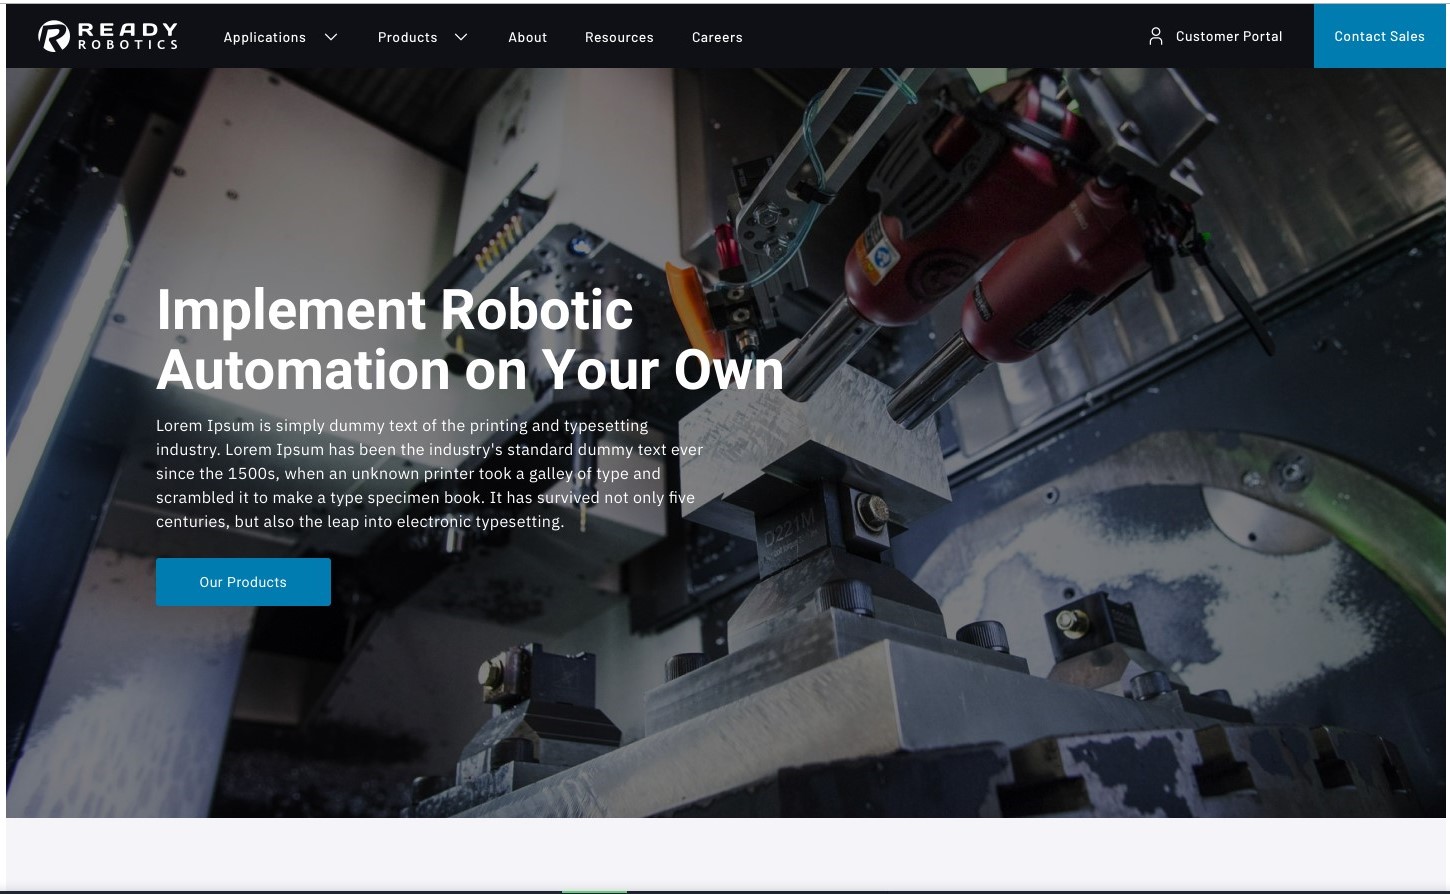 READY
ROBOTICS
Applications
Products
About
Resources
Careers
Customer Portal
Contact Sales
Implement Robotic
Automation on Your Own
Lorem Ipsum is simply dummy text of the printing and typesetting
industry. Lorem Ipsum has been the industry's standard dummy text ever
since the 1500s, when an unknown printer took a galley of type and
scrambled it to make a type specimen book. It has survived not only five
centuries, but also the leap into electronic typesetting.
D221M
Our Products